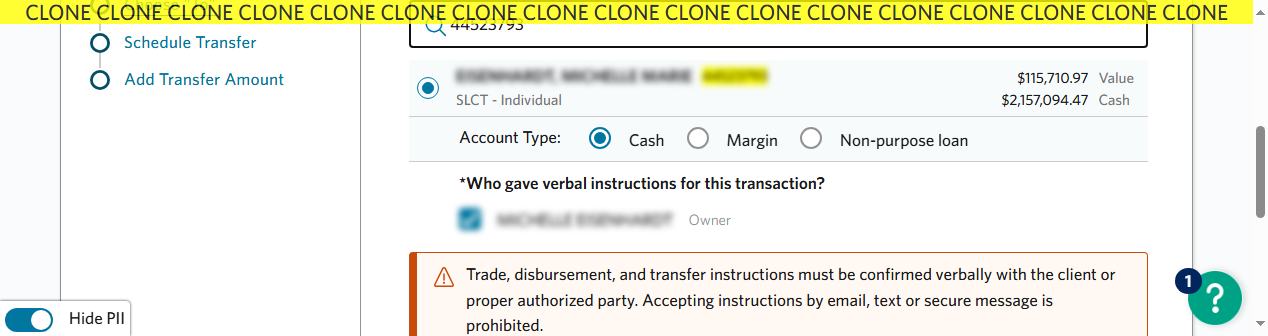 CLONE CLONE CLONE CLONE CLONE CLONE CLONE CLONE CLONE CLONE CLONE CLONE CLONE CLONE CLONE CLONE CLONE
Schedule Transfer
Add Transfer Amount
44523793
$115,710.97 Value
SLCT - Individual
$2,157,094.47 Cash
Account Type: Cash Margin Non-purpose loan
*Who gave verbal instructions for this transaction?
Owner
Trade, disbursement, and transfer instructions must be confirmed verbally with the client or
proper authorized party. Accepting instructions by email, text or secure message is
prohibited.
1
?
Hide PII